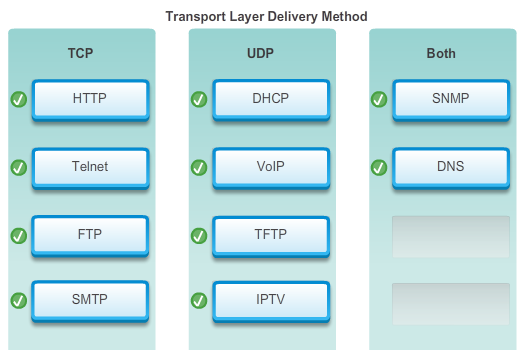 Transport Layer Delivery Method
TCP
HTTP
Telnet
FTP
SMTP
UDP
DHCP
VoIP
TFTP
IPTV
Both
SNMP
DNS